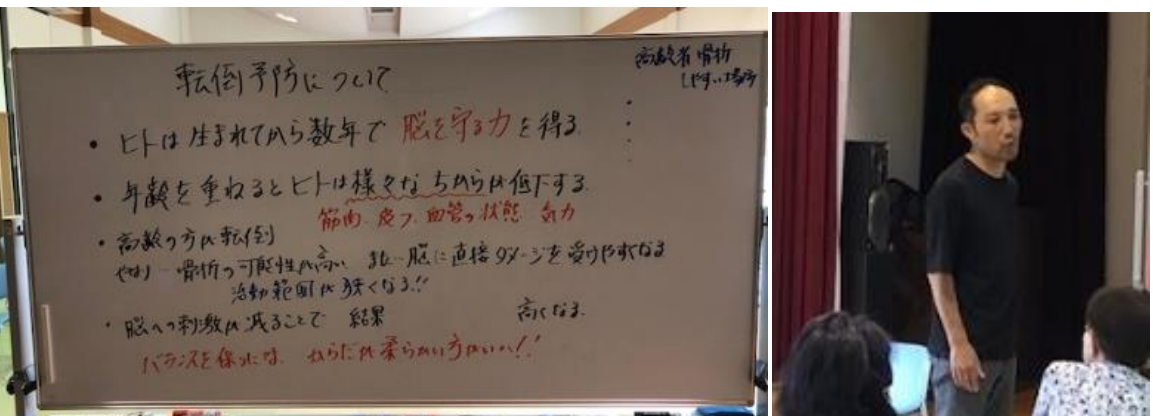 転倒予防について
高齢者 骨折
しやすい場所
• ヒトは生まれてから数年で 脳を守る力を得る.
• 年齢を重ねるとヒトは様々な ちからが低下する.
筋肉、皮フ、血管の状態、気力
• 高齢の方が転倒
骨折の可能性が高い 脳に直接ダメージを受けやすくなる
活動範囲が狭くなる!!
• 脳への刺激が減ることで 結果 高くなる.
バランスを保つには、からだが柔らかい方がいい!!